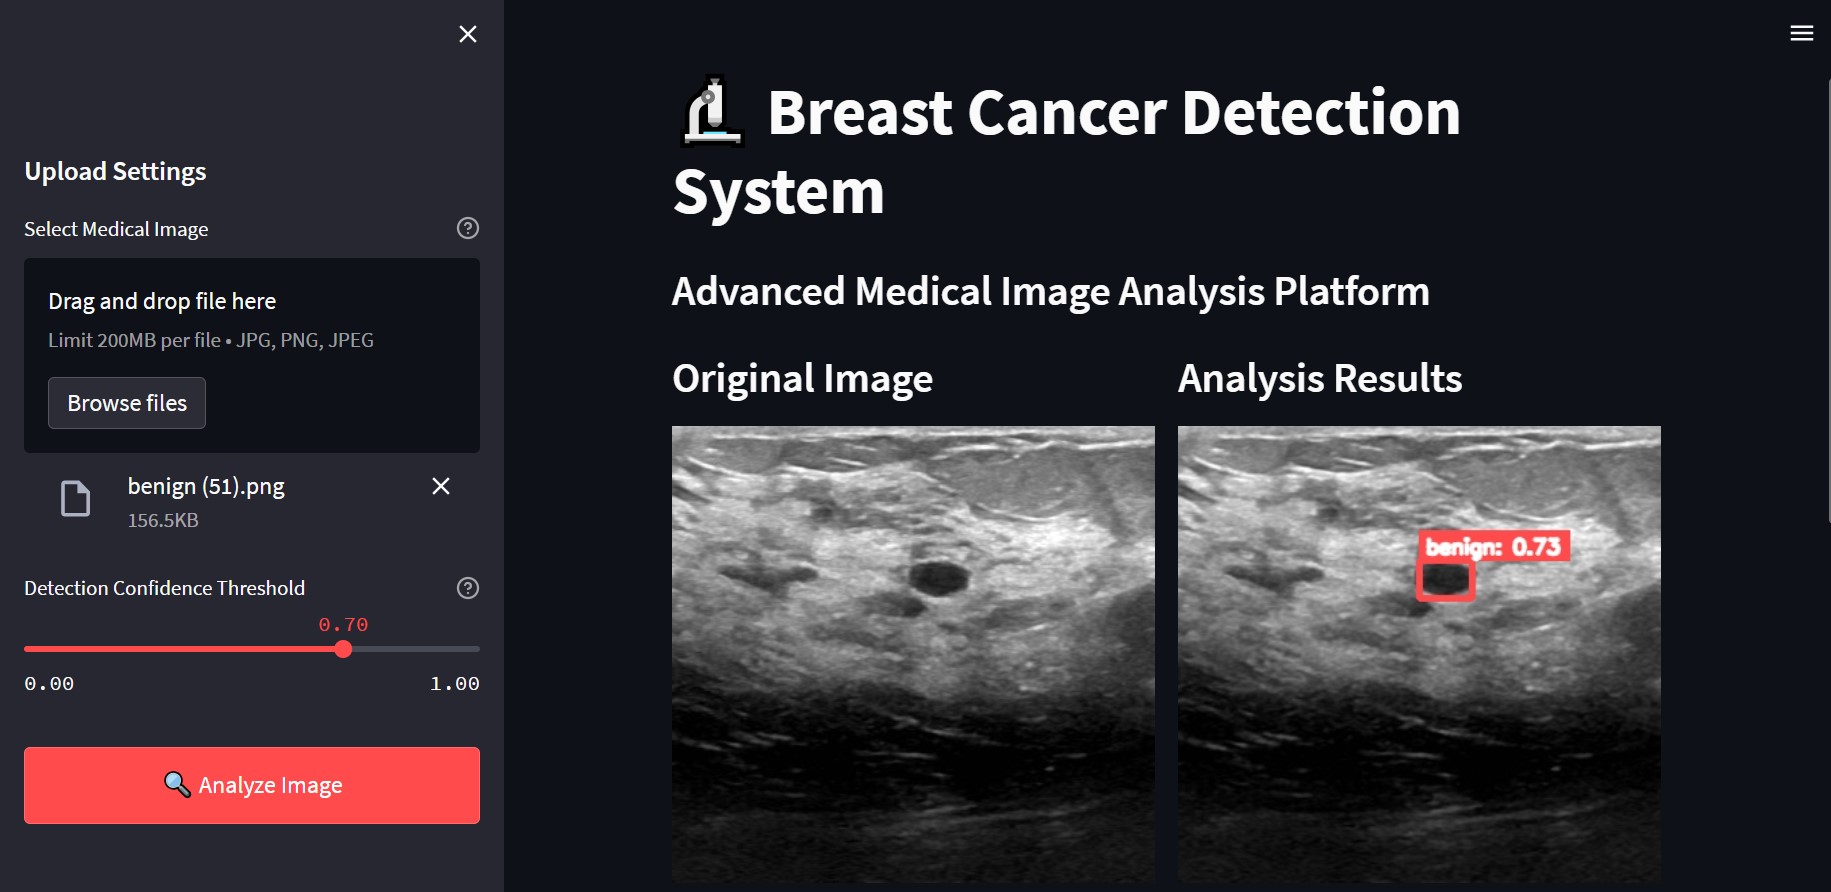 Upload Settings
Select Medical Image
Drag and drop file here
Limit 200MB per file • JPG, PNG, JPEG
Browse files
benign (51).png
156.5KB
Detection Confidence Threshold
0.70
0.00 1.00
Analyze Image
Breast Cancer Detection
System
Advanced Medical Image Analysis Platform
Original Image
Analysis Results
benign: 0.73